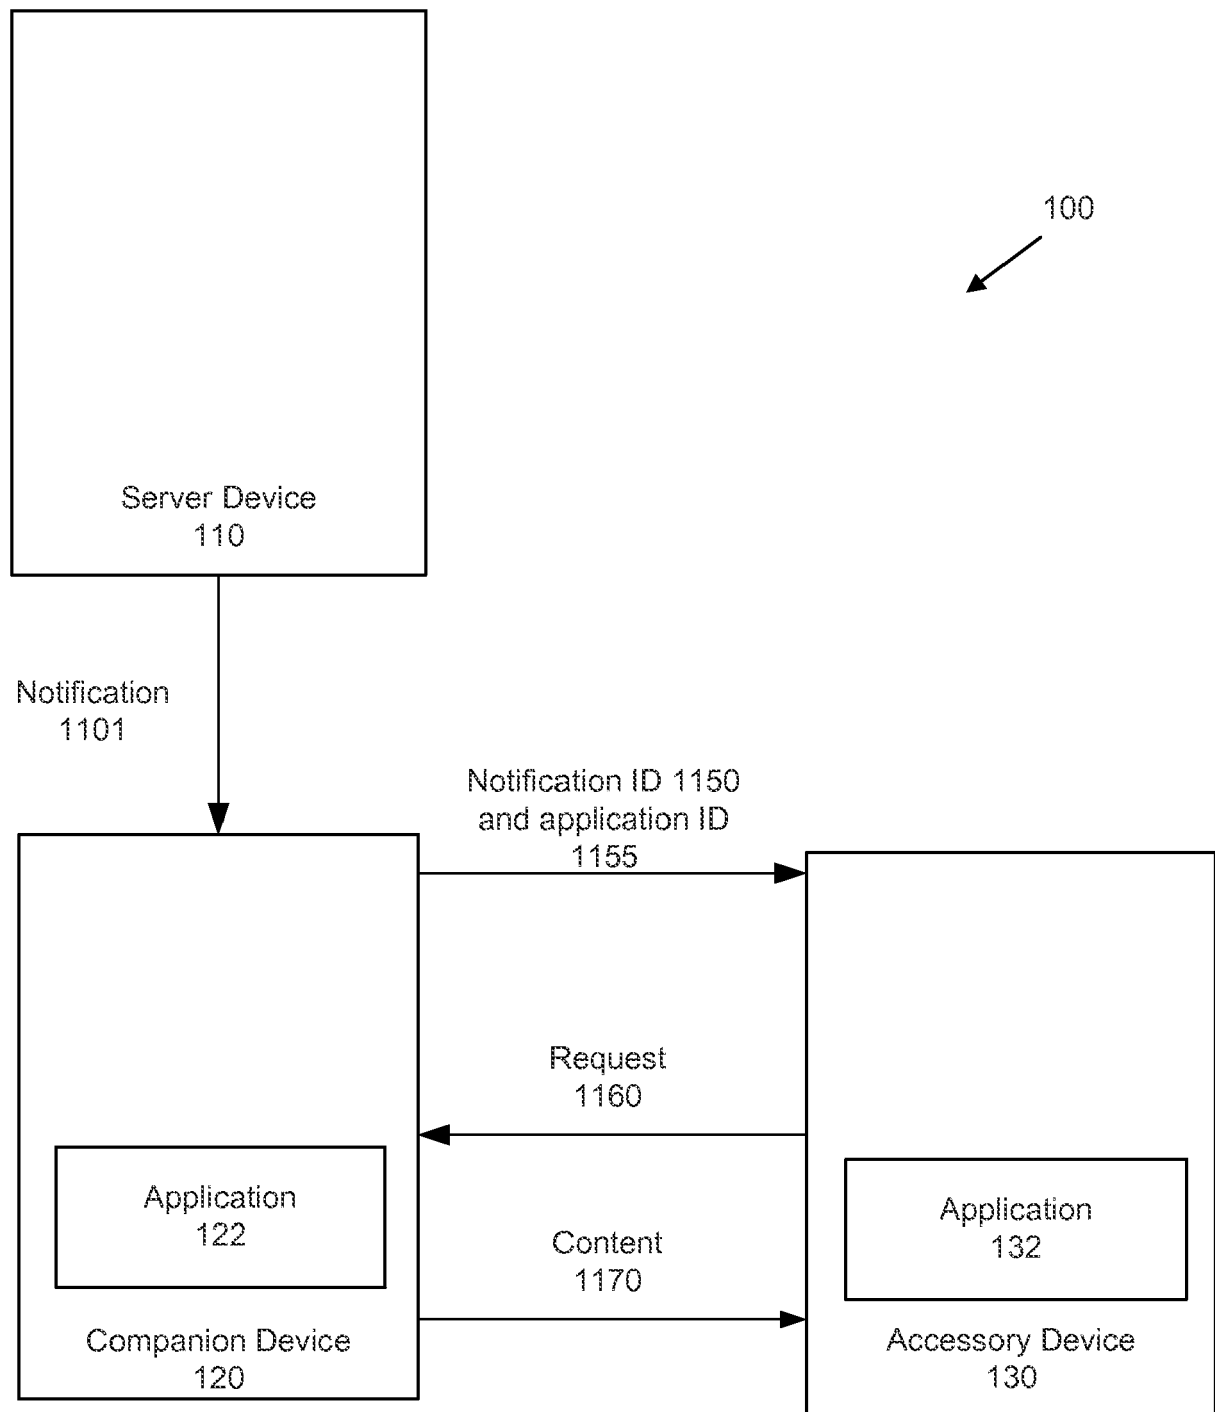 100
Server Device
110
Notification
1101
Notification ID 1150
and application ID
1155
Request
1160
Application
122
Application
132
Content
1170
Companion Device
120
Accessory Device
130